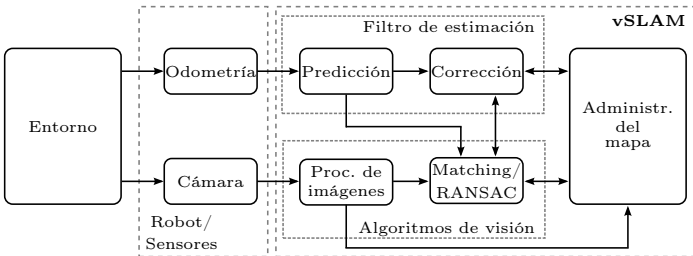 vSLAM
Filtro de estimación
Odometría
Predicción
Corrección
Entorno
Administr.
del
mapa
Cámara
Proc. de
imágenes
Matching/
RANSAC
Robot/
Sensores
Algoritmos de visión